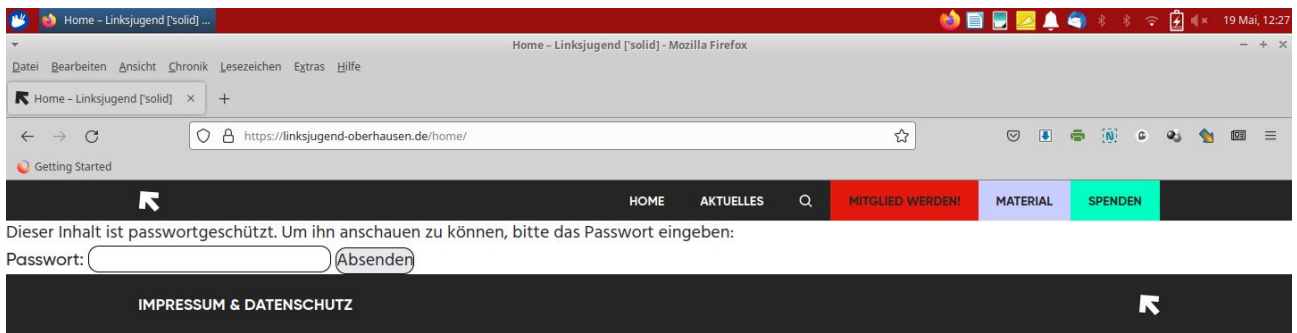 Home – Linksjugend ['solid] ...
19 Mai, 12:27
Home – Linksjugend ['solid] - Mozilla Firefox
Datei Bearbeiten Ansicht Chronik Lesezeichen Extras Hilfe
Home – Linksjugend ['solid]
https://linksjugend-oberhausen.de/home/
Getting Started
HOME AKTUELLES MITGLIED WERDEN! MATERIAL SPENDEN
Dieser Inhalt ist passwortgeschützt. Um ihn anschauen zu können, bitte das Passwort eingeben:
Passwort: Absenden
IMPRESSUM & DATENSCHUTZ